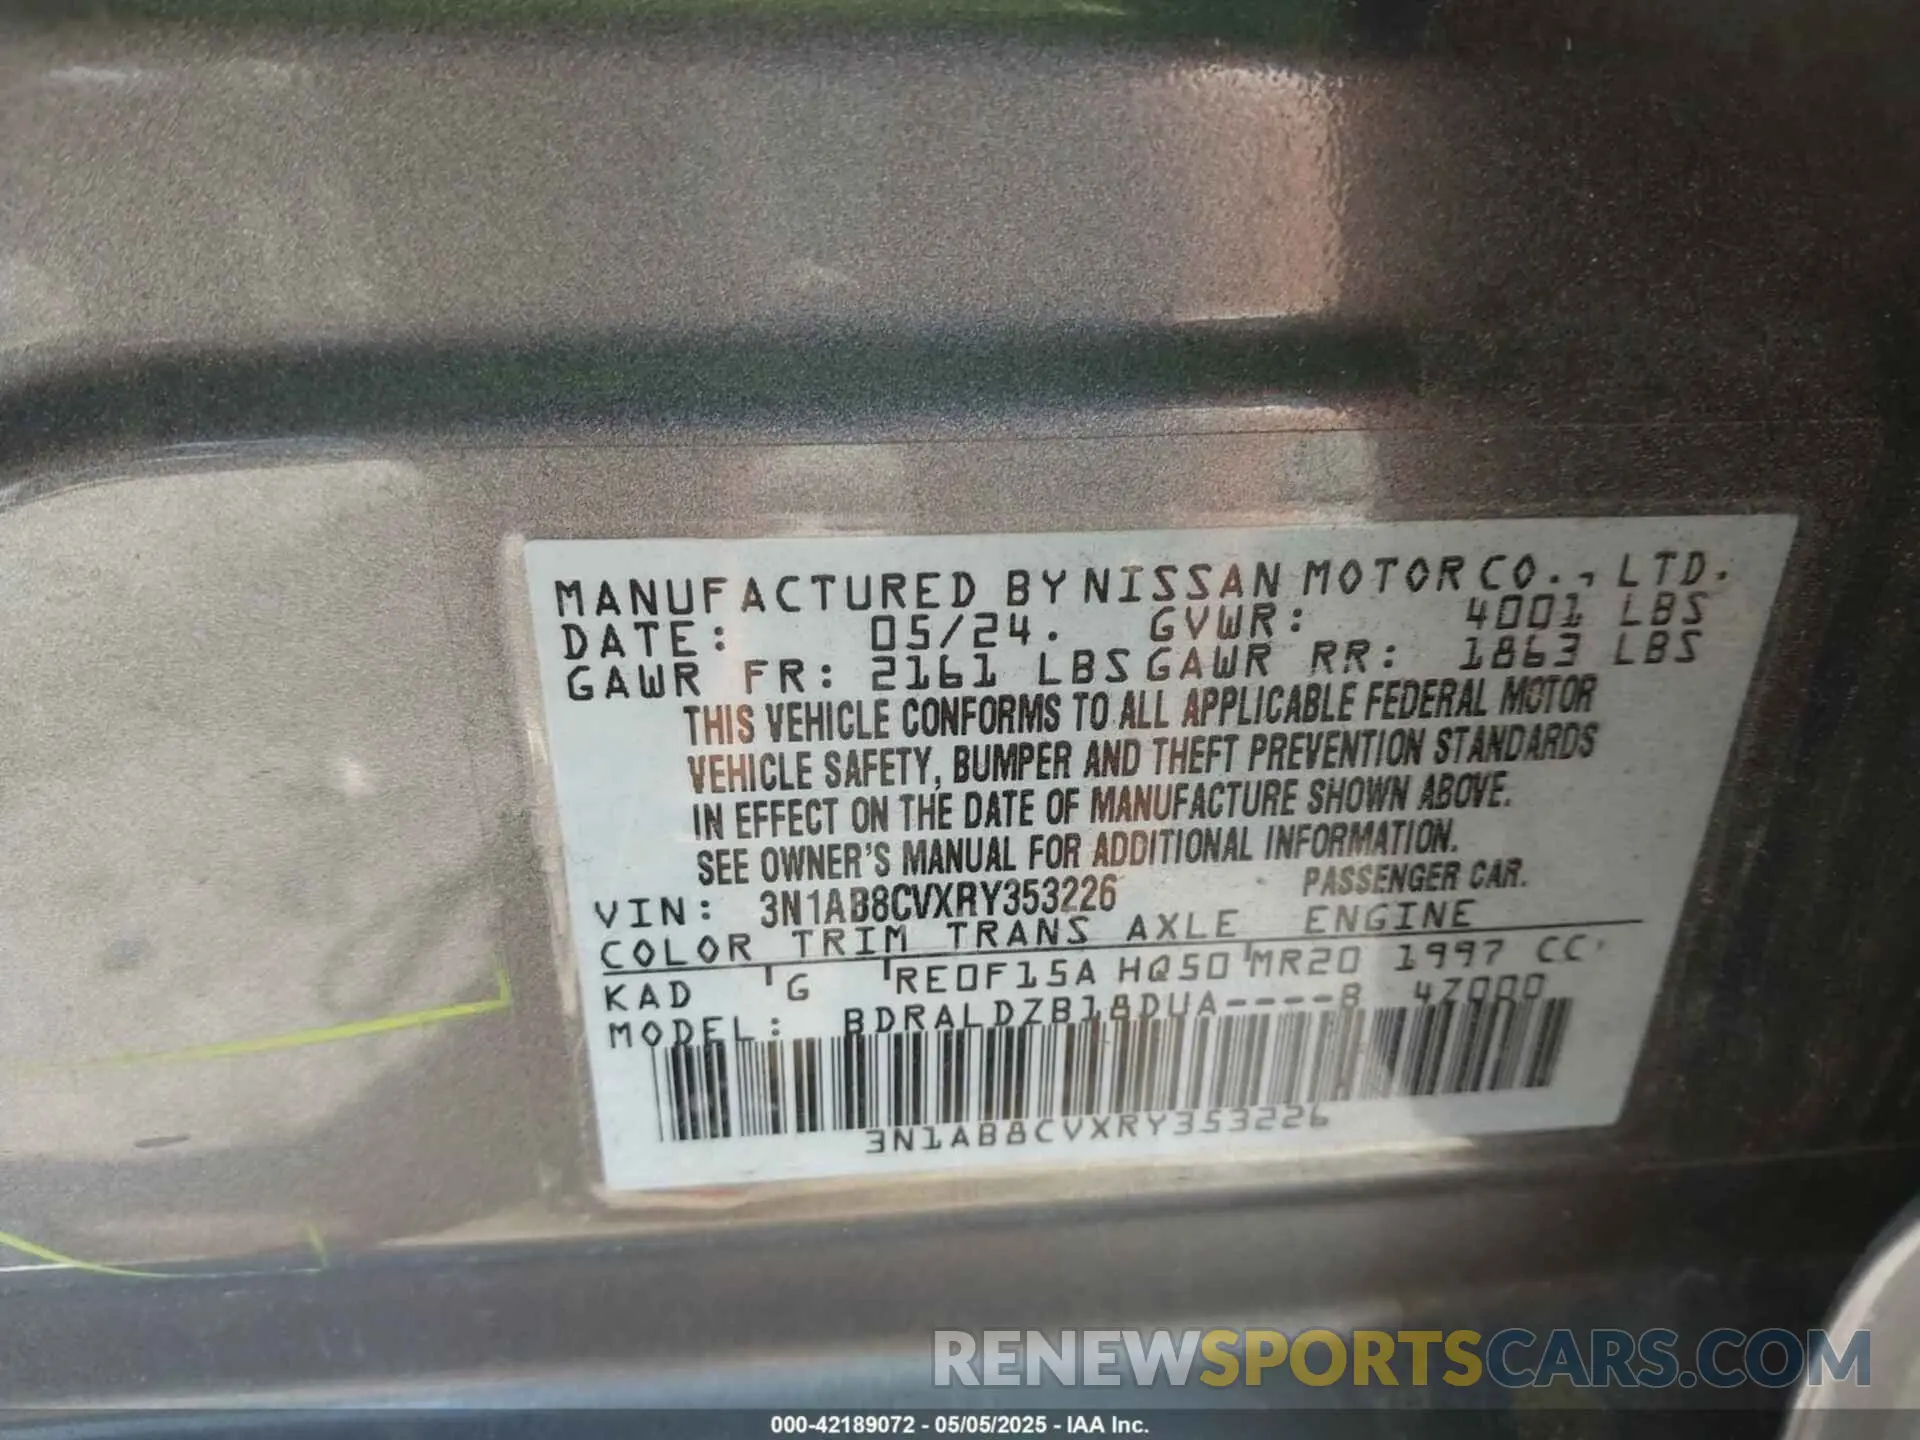 MANUFACTURED BY NISSAN MOTOR CO., LTD.
DATE: 05/24. GVWR: 4001 LBS
GAWR FR: 2161 LBS GAWR RR: 1863 LBS
THIS VEHICLE CONFORMS TO ALL APPLICABLE FEDERAL MOTOR
VEHICLE SAFETY, BUMPER AND THEFT PREVENTION STANDARDS
IN EFFECT ON THE DATE OF MANUFACTURE SHOWN ABOVE.
SEE OWNER'S MANUAL FOR ADDITIONAL INFORMATION.
VIN: 3N1AB8CVXRY353226 PASSENGER CAR.
COLOR TRIM TRANS AXLE ENGINE
KAD G RE0F15A HQ50 MR20 1997 CC
MODEL: BDRALDZB18DUA----B 4Z000
3N1AB8CVXRY353226
RENEWSPORTSCARS.COM
000-42189072 - 05/05/2025 - IAA Inc.